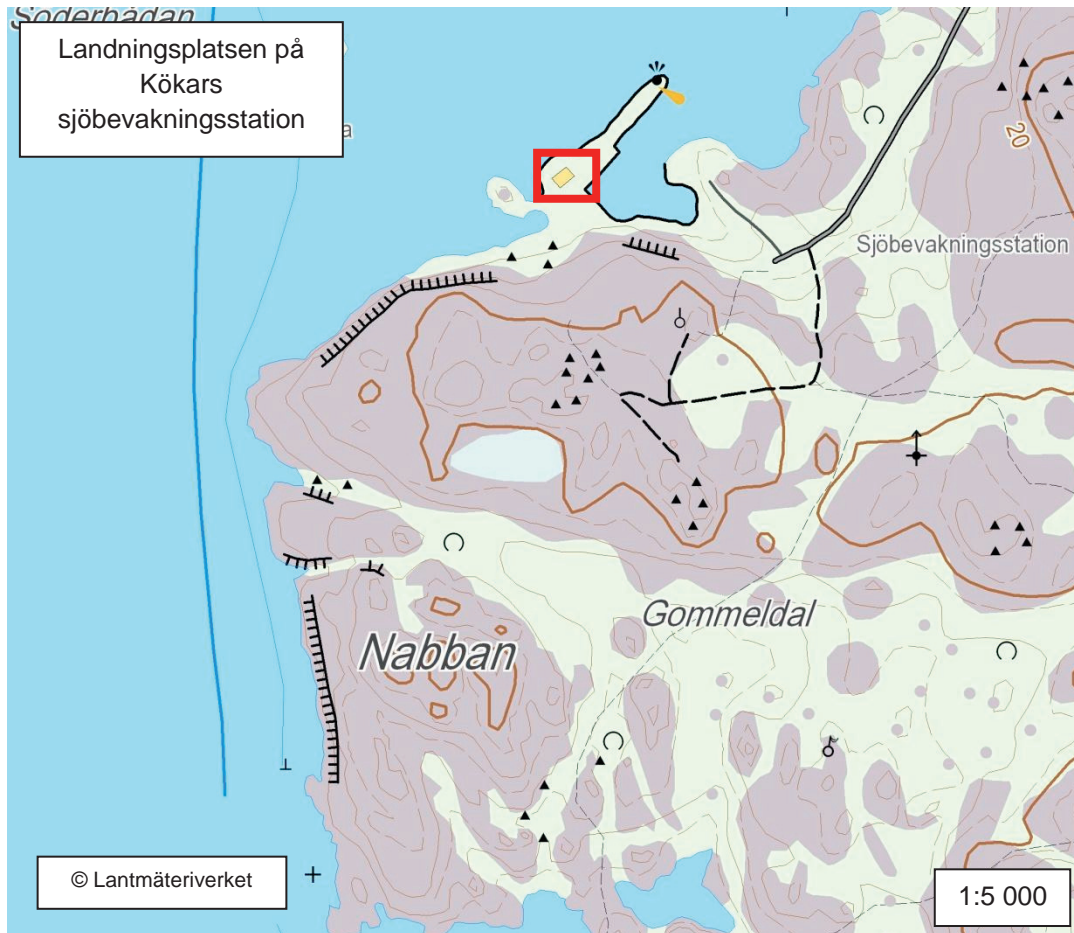 Söderbådan
Landningsplatsen på
Kökars
sjöbevakningsstation
a
20
Sjöbevakningsstation
Gommeldal
Nabban
© Lantmäteriverket
1:5 000